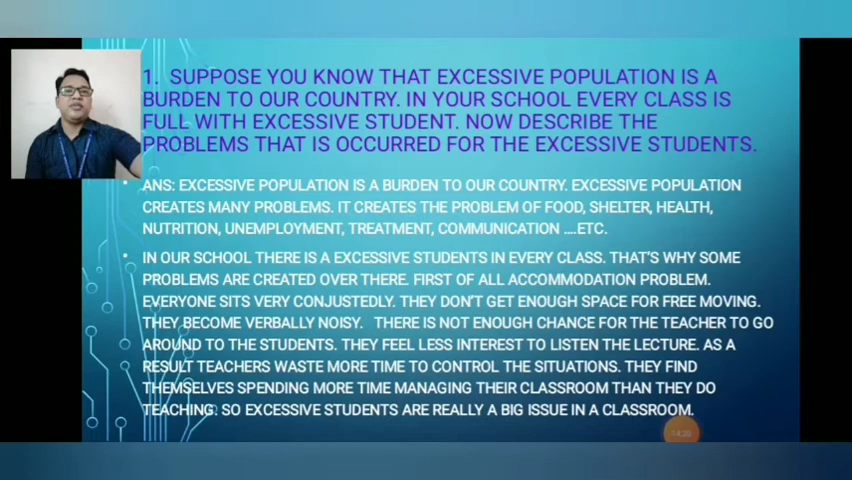 1. SUPPOSE YOU KNOW THAT EXCESSIVE POPULATION IS A
BURDEN TO OUR COUNTRY. IN YOUR SCHOOL EVERY CLASS IS
FULL WITH EXCESSIVE STUDENT. NOW DESCRIBE THE
PROBLEMS THAT IS OCCURRED FOR THE EXCESSIVE STUDENTS.
• ANS: EXCESSIVE POPULATION IS A BURDEN TO OUR COUNTRY. EXCESSIVE POPULATION
CREATES MANY PROBLEMS. IT CREATES THE PROBLEM OF FOOD, SHELTER, HEALTH,
NUTRITION, UNEMPLOYMENT, TREATMENT, COMMUNICATION ....ETC.
• IN OUR SCHOOL THERE IS A EXCESSIVE STUDENTS IN EVERY CLASS. THAT'S WHY SOME
PROBLEMS ARE CREATED OVER THERE. FIRST OF ALL ACCOMMODATION PROBLEM.
EVERYONE SITS VERY CONJUSTEDLY. THEY DON'T GET ENOUGH SPACE FOR FREE MOVING.
THEY BECOME VERBALLY NOISY. THERE IS NOT ENOUGH CHANCE FOR THE TEACHER TO GO
AROUND TO THE STUDENTS. THEY FEEL LESS INTEREST TO LISTEN THE LECTURE. AS A
RESULT TEACHERS WASTE MORE TIME TO CONTROL THE SITUATIONS. THEY FIND
THEMSELVES SPENDING MORE TIME MANAGING THEIR CLASSROOM THAN THEY DO
TEACHING. SO EXCESSIVE STUDENTS ARE REALLY A BIG ISSUE IN A CLASSROOM.